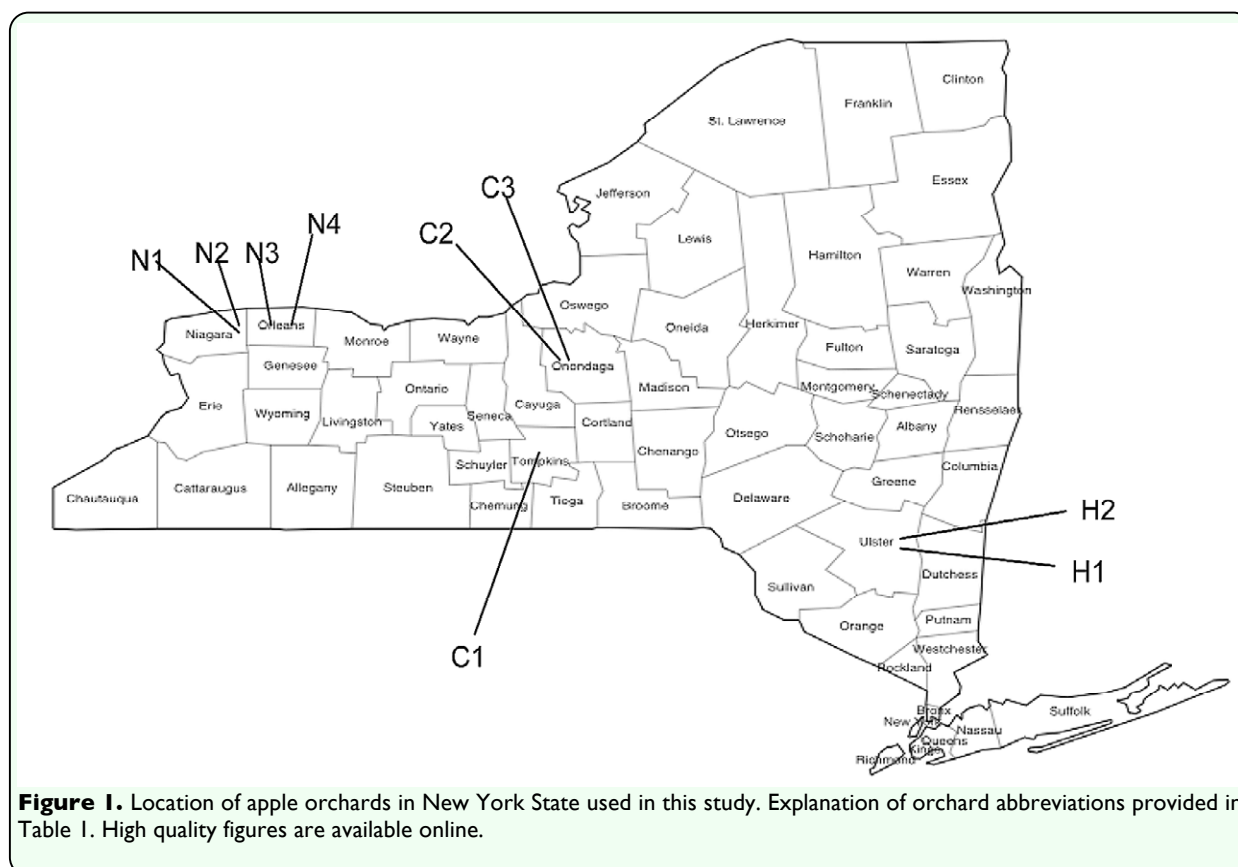 Clinton
Franklin
St. Lawrence
Essex
Jefferson
C3
Lewis
N4
C2
N2 N3
N1
Hamilton
Warren
Washington
Oswego
Oneida
Herkimer
Niagara
Orleans
Monroe
Wayne
Fulton
Saratoga
Genesee
Onondaga
Madison
Montgomery
Schenectady
Ontario
Erie
Wyoming
Livingston
Seneca
Cayuga
Cortland
Rensselaer
Yates
Otsego
Schoharie
Albany
Chenango
Schuyler
Tompkins
Columbia
Greene
Chautauqua
Cattaraugus
Allegany
Steuben
Chemung
Tioga
Broome
Delaware
H2
Ulster
H1
Dutchess
Sullivan
Orange
Putnam
Westchester
C1
Rockland
Bronx
New York
Suffolk
Nassau
Queens
Kings
Richmond
Figure 1. Location of apple orchards in New York State used in this study. Explanation of orchard abbreviations provided in
Table 1. High quality figures are available online.